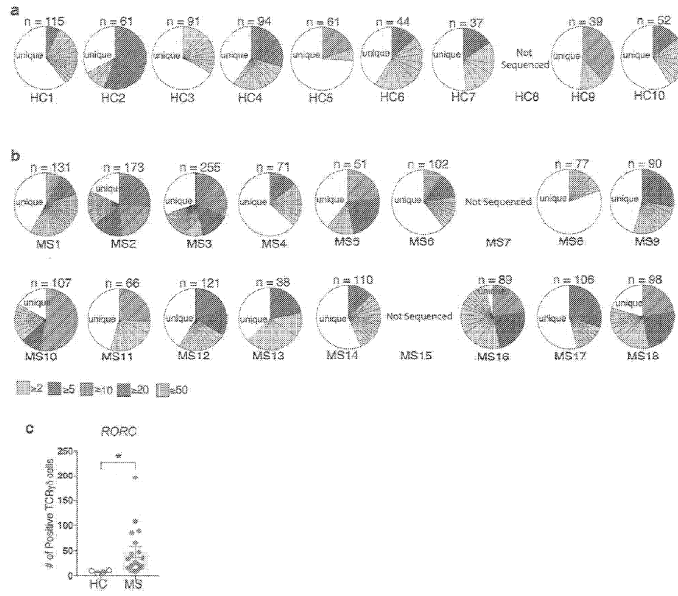 a
n = 115 n = 61 n = 91 n = 94 n = 61 n = 44 n = 37 n = 39 n = 52
unique unique unique unique unique unique unique Not Sequenced unique unique
HC1 HC2 HC3 HC4 HC5 HC6 HC7 HC8 HC9 HC10
b
n = 131 n = 173 n = 255 n = 71 n = 51 n = 102 n = 77 n = 90
unique unique unique unique unique unique Not Sequenced unique unique
MS1 MS2 MS3 MS4 MS5 MS6 MS7 MS8 MS9
n = 107 n = 66 n = 121 n = 38 n = 110 n = 89 n = 106 n = 98
unique unique unique unique unique Not Sequenced unique unique unique
MS10 MS11 MS12 MS13 MS14 MS15 MS16 MS17 MS18
≥2 ≥5 ≥10 ≥20 ≥50
c
RORC
# of Positive TCRγδ cells
250
200
150
100
50
0
*
HC MS